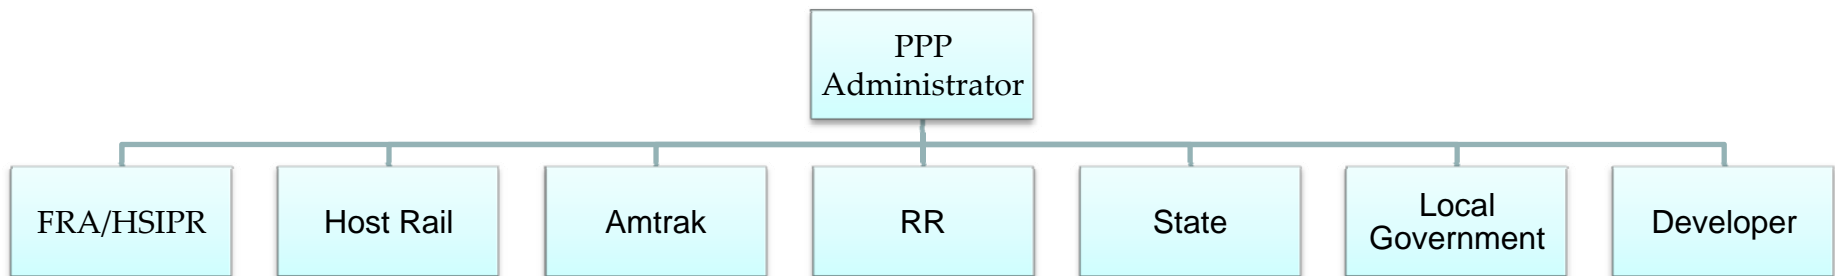 PPP
Administrator
FRA/HSIPR
Host Rail
Amtrak
RR
State
Local
Government
Developer